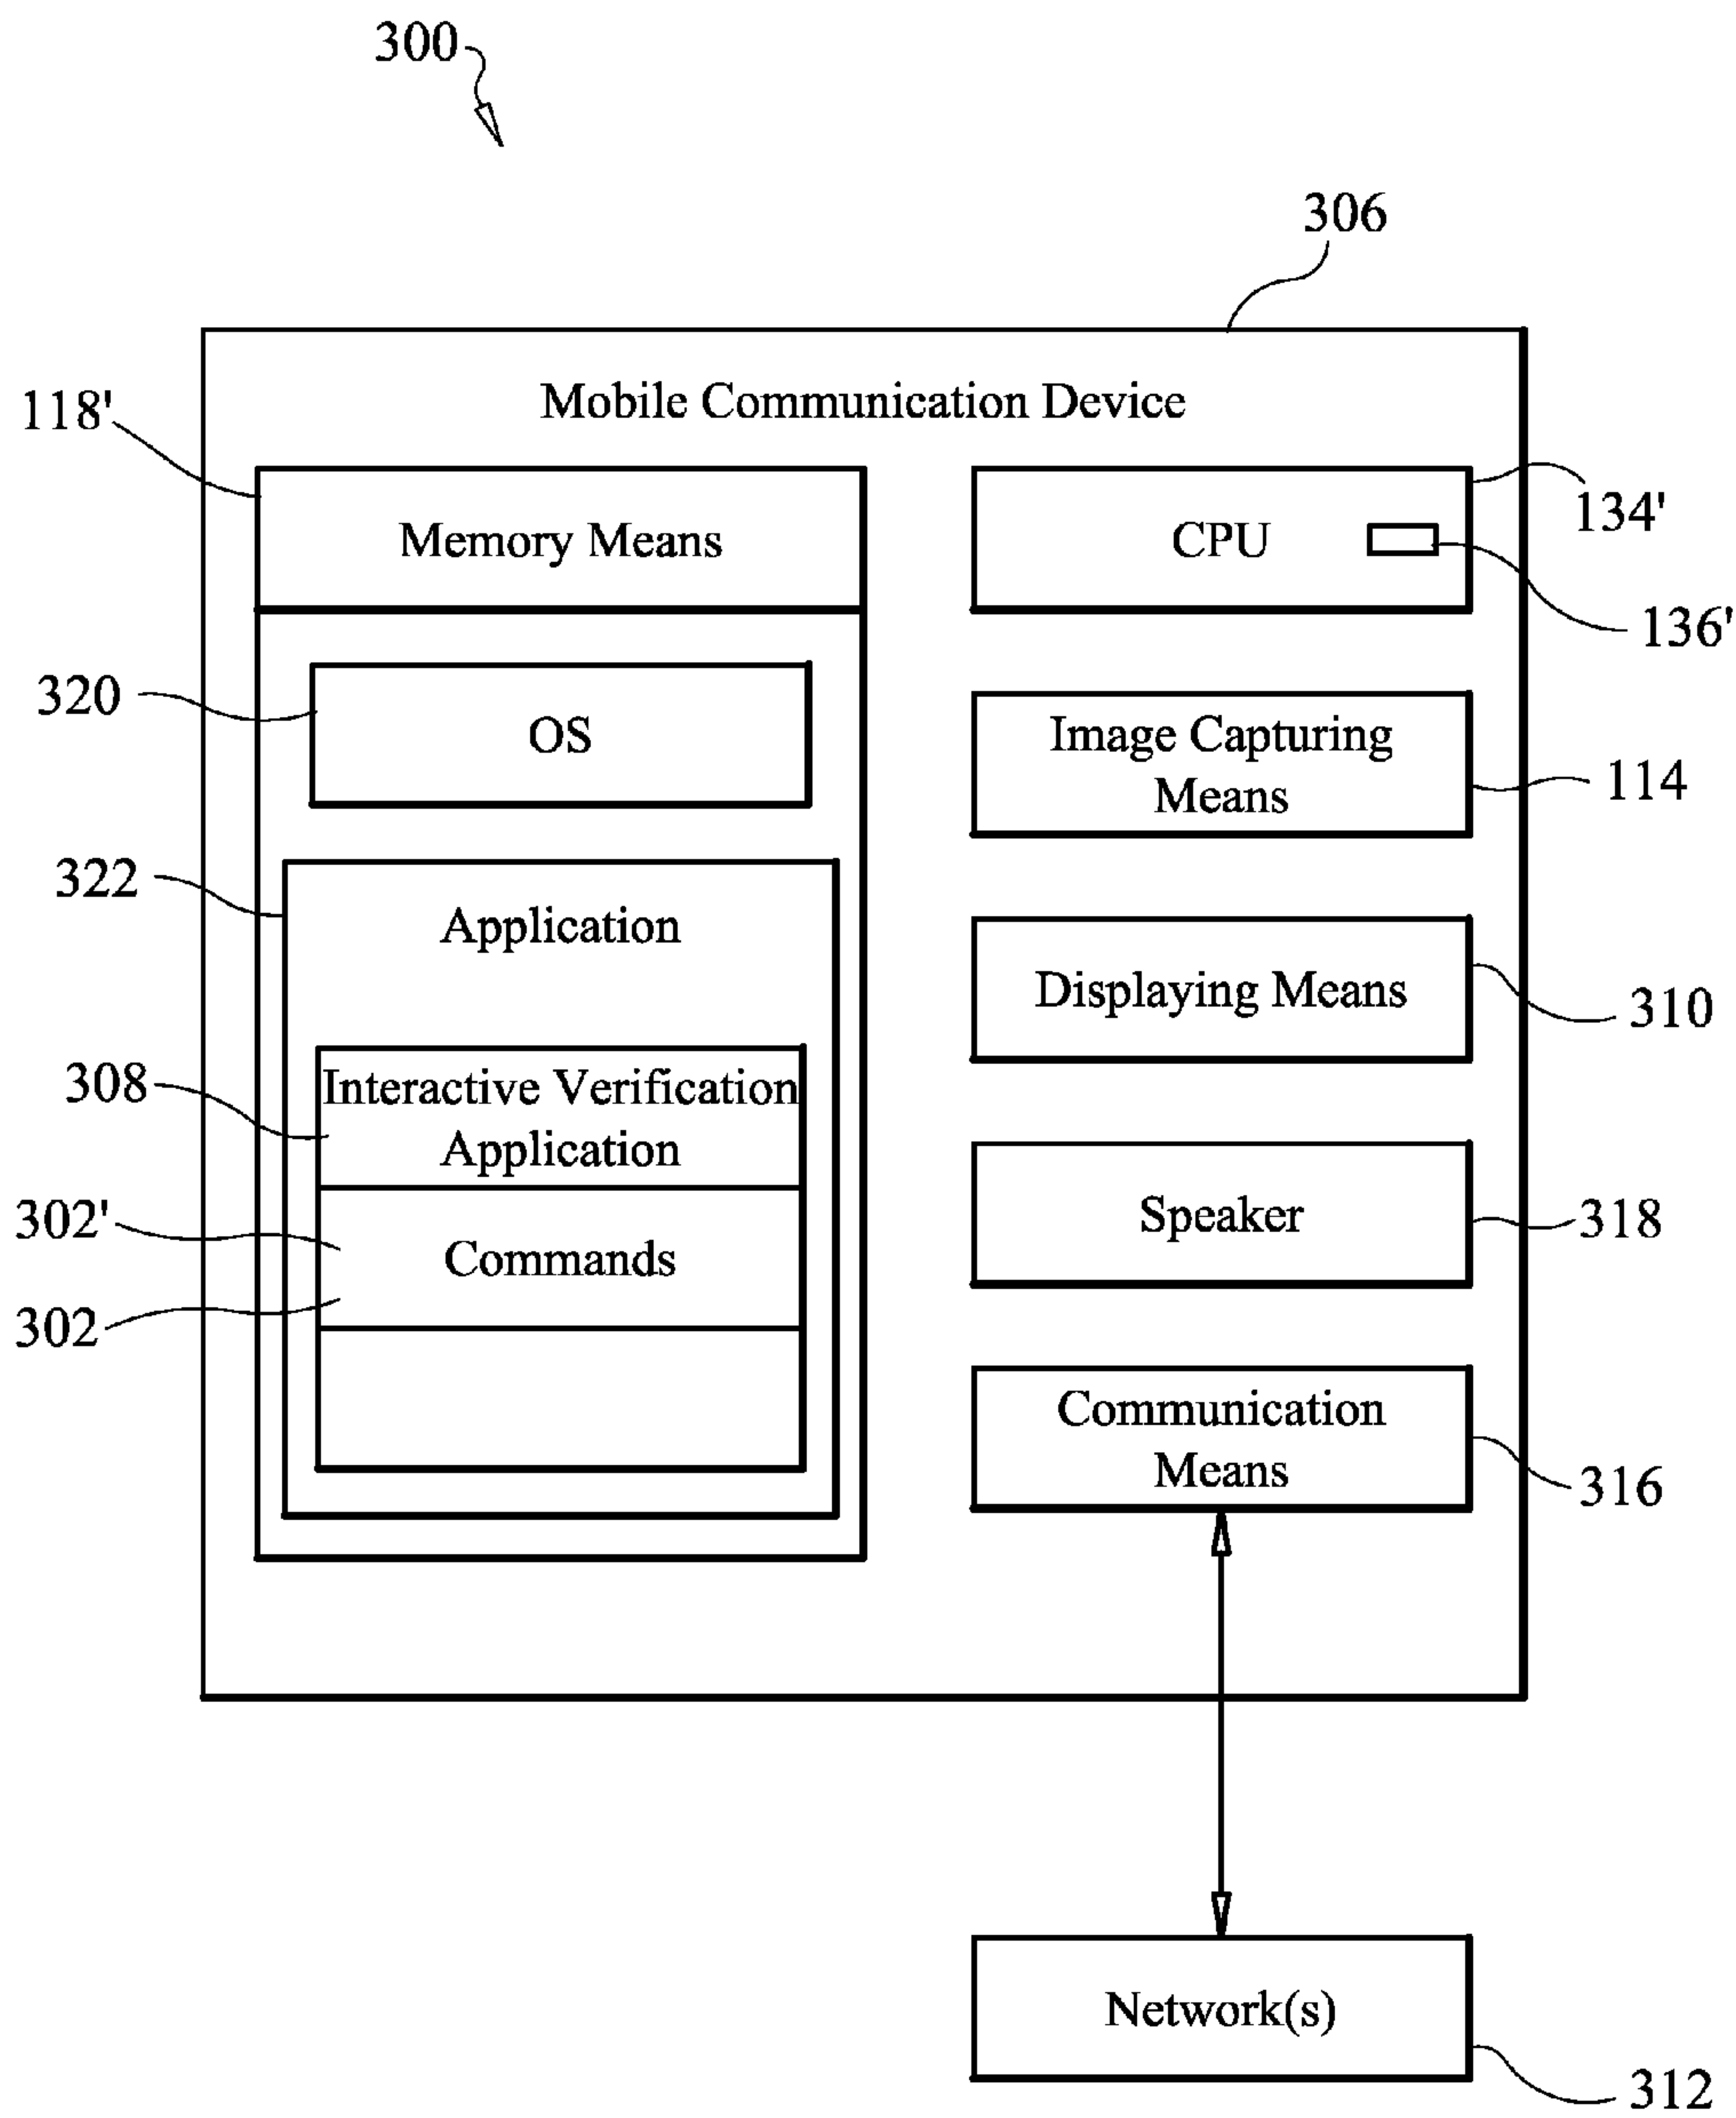 300
306
Mobile Communication Device
118'
Memory Means
CPU
134'
136'
320
OS
Image Capturing
Means
114
322
Application
Displaying Means
310
308
Interactive Verification
Application
302'
Commands
302
Speaker
318
Communication
Means
316
Network(s)
312